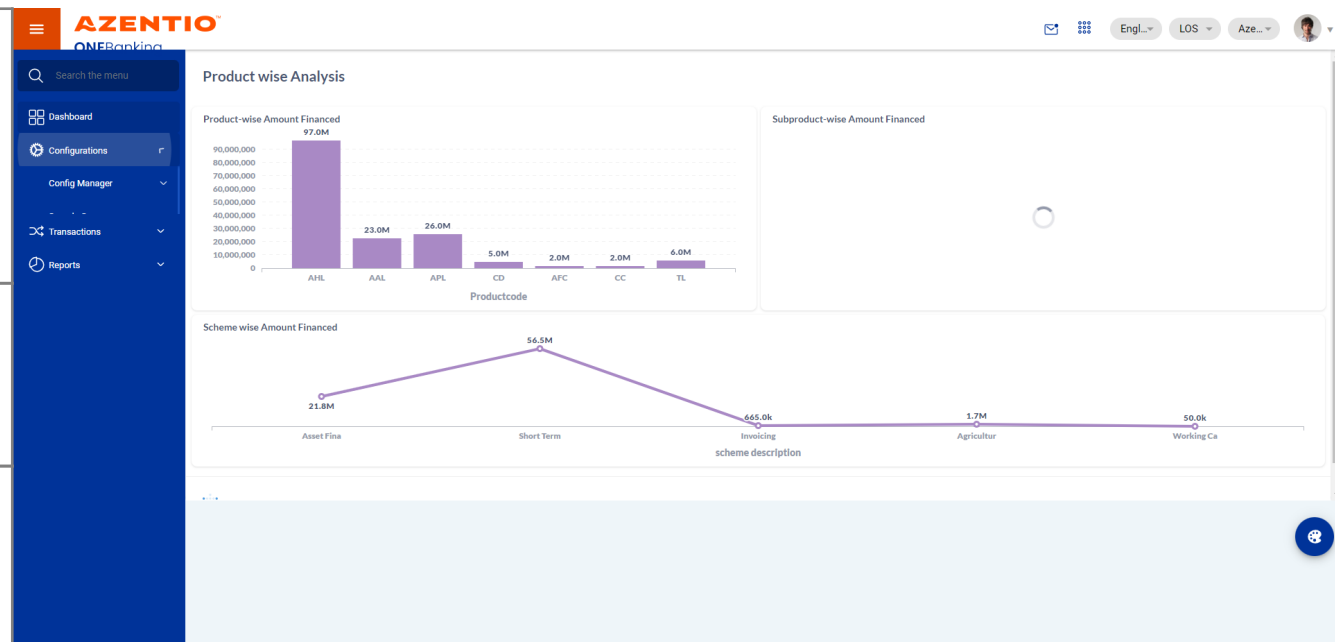 AZENTIO
ONEBanking
Engl...
LOS
Aze...
Search the menu
Dashboard
Configurations
Config Manager
Transactions
Reports
Product wise Analysis
Product-wise Amount Financed
97.0M
90,000,000
80,000,000
70,000,000
60,000,000
50,000,000
40,000,000
30,000,000
20,000,000
10,000,000
0
23.0M
26.0M
5.0M
2.0M
2.0M
6.0M
AHL
AAL
APL
CD
AFC
CC
TL
Productcode
Subproduct-wise Amount Financed
Scheme wise Amount Financed
21.8M
56.5M
665.0k
1.7M
50.0k
Asset Fina
Short Term
Invoicing
Agricultur
Working Ca
scheme description